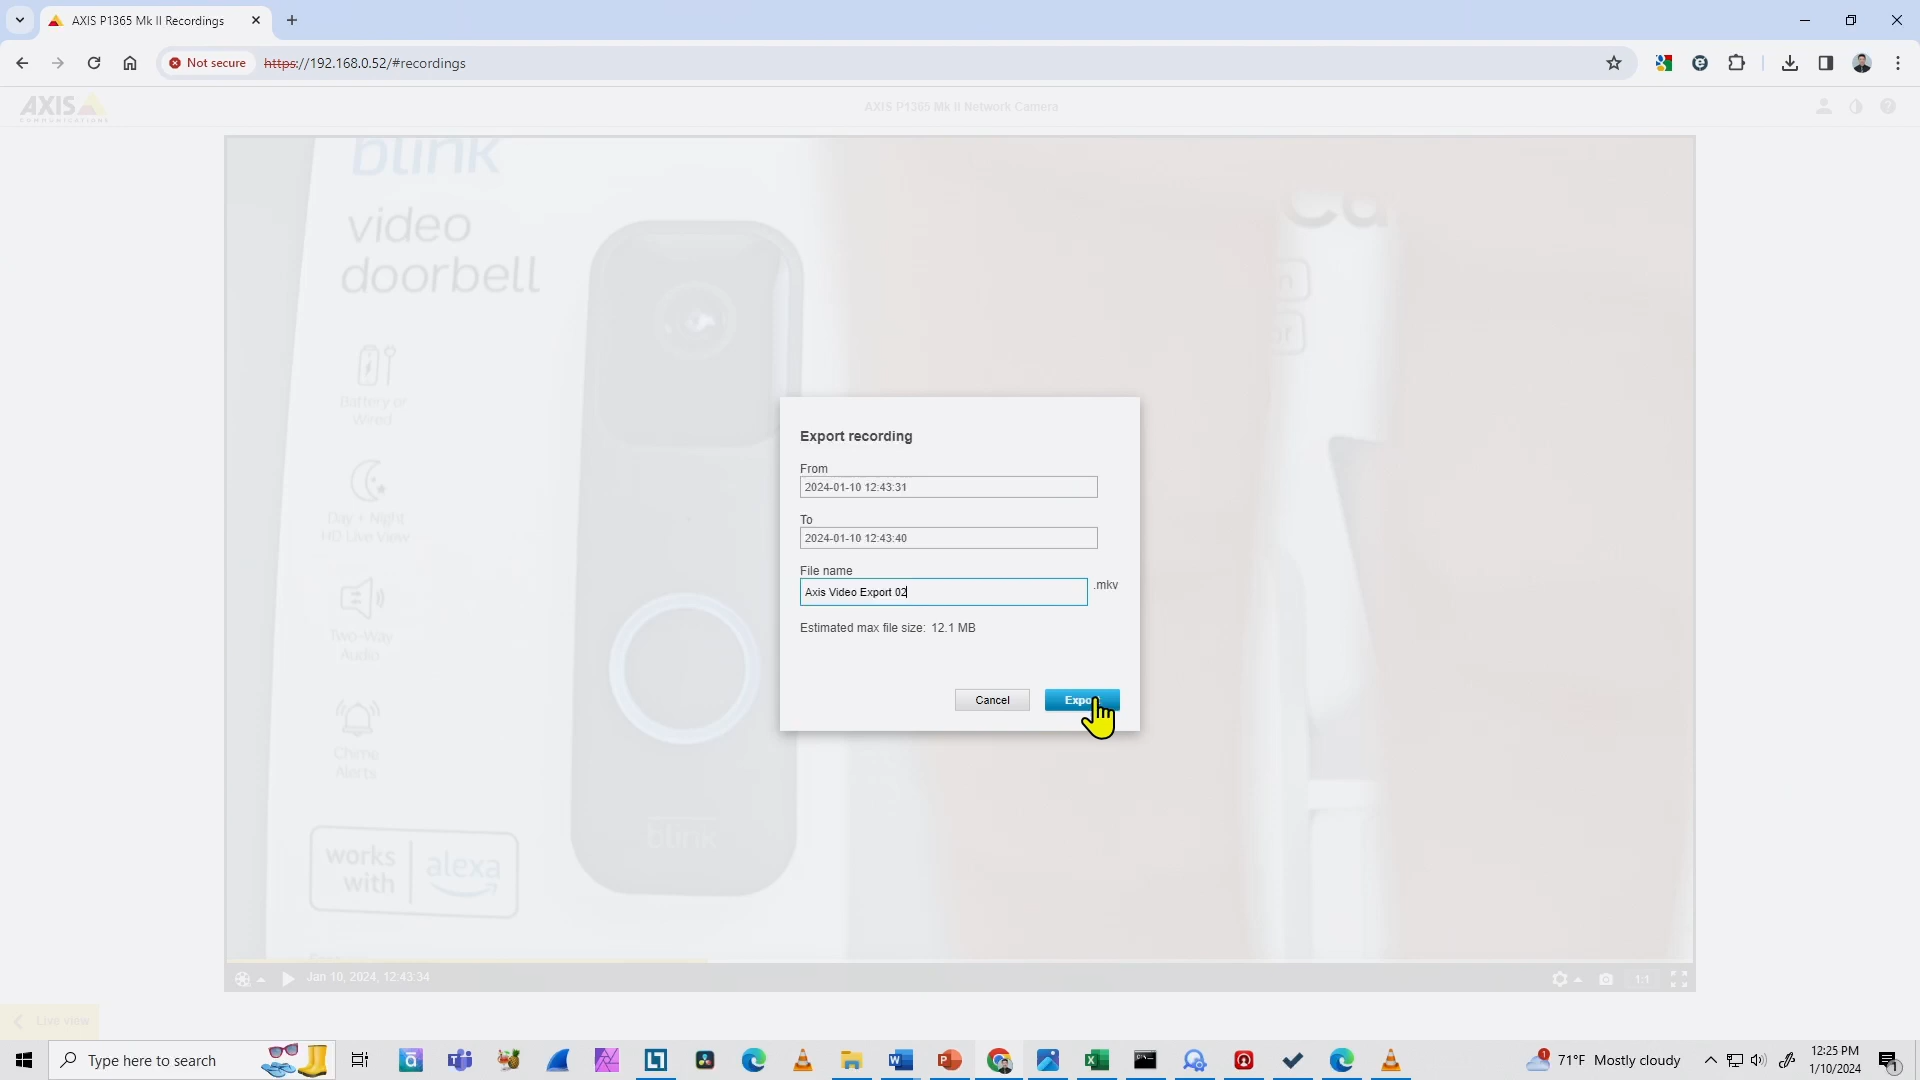 AXIS P1365 Mk II Recordings
Not secure
https://192.168.0.52/#recordings
AXIS
COMMUNICATIONS
AXIS P1365 Mk II Network Camera
blink
video
doorbell
Battery or
Wired
Day + Night
HD Live View
Two-Way
Audio
Chime
Alerts
works
with
alexa
blink
Export recording
From
2024-01-10 12:43:31
To
2024-01-10 12:43:40
File name
Axis Video Export 02
.mkv
Estimated max file size: 12.1 MB
Cancel
Export
Jan 10, 2024, 12:43:34
1:1
Live view
Type here to search
71°F Mostly cloudy
12:25 PM
1/10/2024